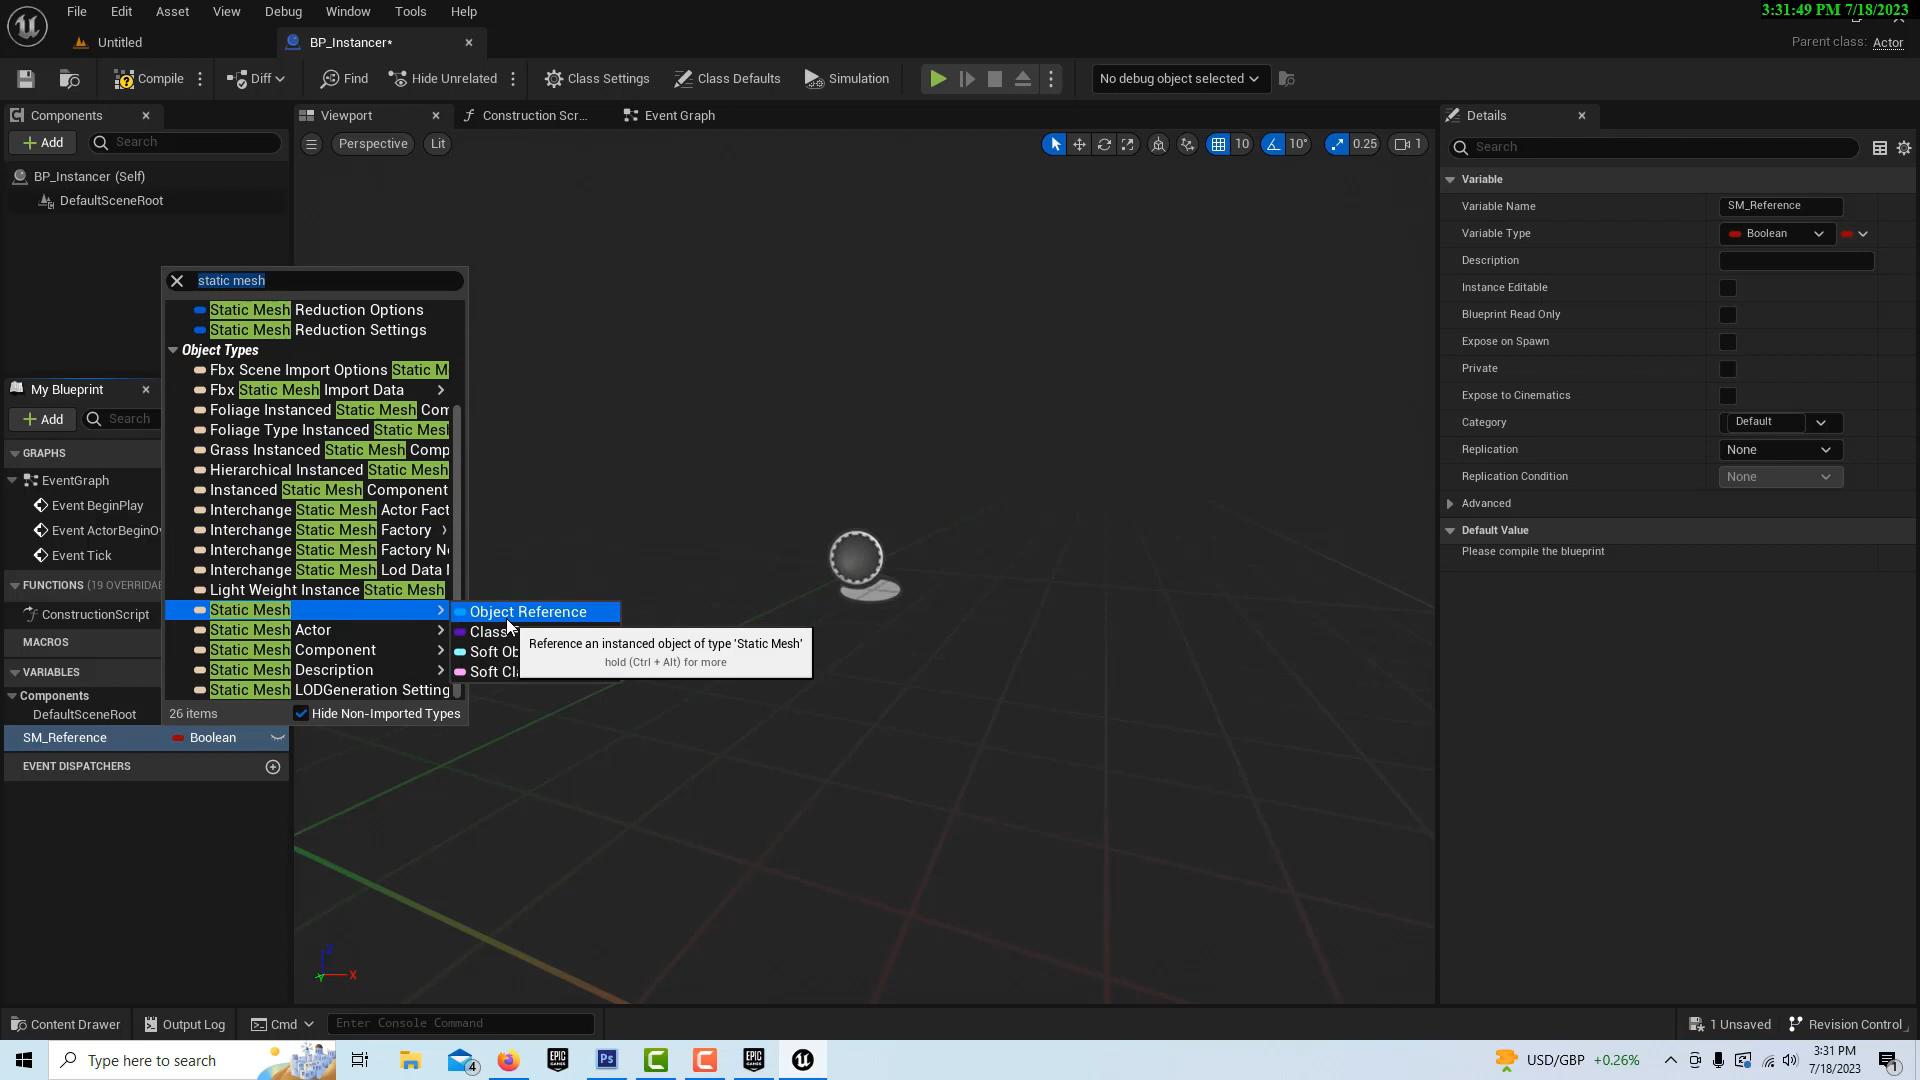 3:31:49 PM 7/18/2023
File Edit Asset View Debug Window Tools Help
Untitled
BP_Instancer*
Parent class: Actor
Compile
Diff
Find
Hide Unrelated
Class Settings
Class Defaults
Simulation
No debug object selected
Components
Add
Search
BP_Instancer (Self)
DefaultSceneRoot
Viewport
Construction Scr...
Event Graph
Perspective
Lit
10
10°
0.25
1
static mesh
Static Mesh Reduction Options
Static Mesh Reduction Settings
Object Types
Fbx Scene Import Options Static M
Fbx Static Mesh Import Data
Foliage Instanced Static Mesh Com
Foliage Type Instanced Static Mesh
Grass Instanced Static Mesh Comp
Hierarchical Instanced Static Mesh
Instanced Static Mesh Component
Interchange Static Mesh Actor Fact
Interchange Static Mesh Factory
Interchange Static Mesh Factory N
Interchange Static Mesh Lod Data
Light Weight Instance Static Mesh
Static Mesh
Static Mesh Actor
Static Mesh Component
Static Mesh Description
Static Mesh LODGeneration Setting
26 items
Hide Non-Imported Types
Object Reference
Class
Soft Ob
Soft Cl
Reference an instanced object of type 'Static Mesh'
hold (Ctrl + Alt) for more
My Blueprint
Add
Search
GRAPHS
EventGraph
Event BeginPlay
Event ActorBeginOv
Event Tick
FUNCTIONS (19 OVERRIDA
ConstructionScript
MACROS
VARIABLES
Components
DefaultSceneRoot
SM_Reference Boolean
EVENT DISPATCHERS
Z
X
Details
Search
Variable
Variable Name SM_Reference
Variable Type Boolean
Description
Instance Editable
Blueprint Read Only
Expose on Spawn
Private
Expose to Cinematics
Category Default
Replication None
Replication Condition None
Advanced
Default Value
Please compile the blueprint
Content Drawer
Output Log
Cmd
Enter Console Command
1 Unsaved
Revision Control
Type here to search
4
EPIC GAMES
Ps
EPIC GAMES
USD/GBP +0.26%
3:31 PM
7/18/2023
1